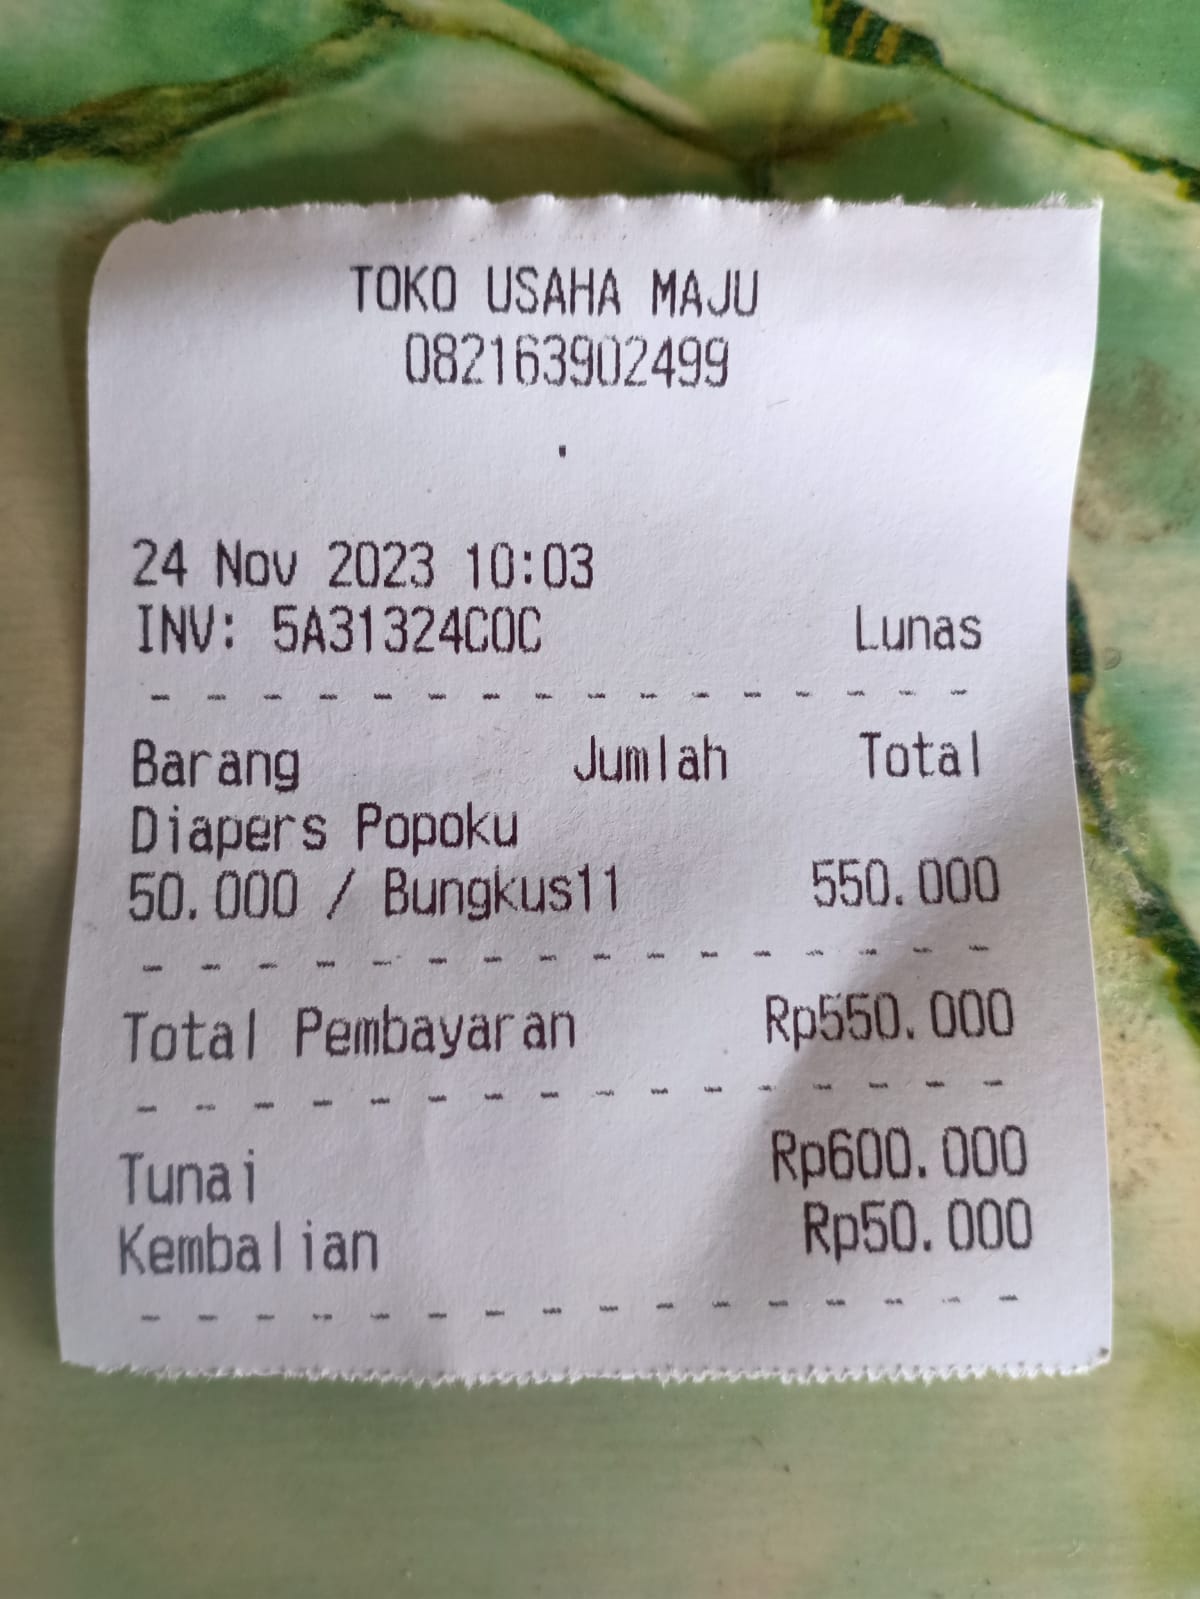 TOKO USAHA MAJU
082163902499
.
24 Nov 2023 10:03
INV: 5A31324C0C Lunas
- - - - - - - - - - - - - - - -
Barang Jumlah Total
Diapers Popoku
50.000 / Bungkus11 550.000
- - - - - - - - - - - - - - - -
Total Pembayaran Rp550.000
- - - - - - - - - - - - - - - -
Tunai Rp600.000
Kembalian Rp50.000
- - - - - - - - - - - - - - - -